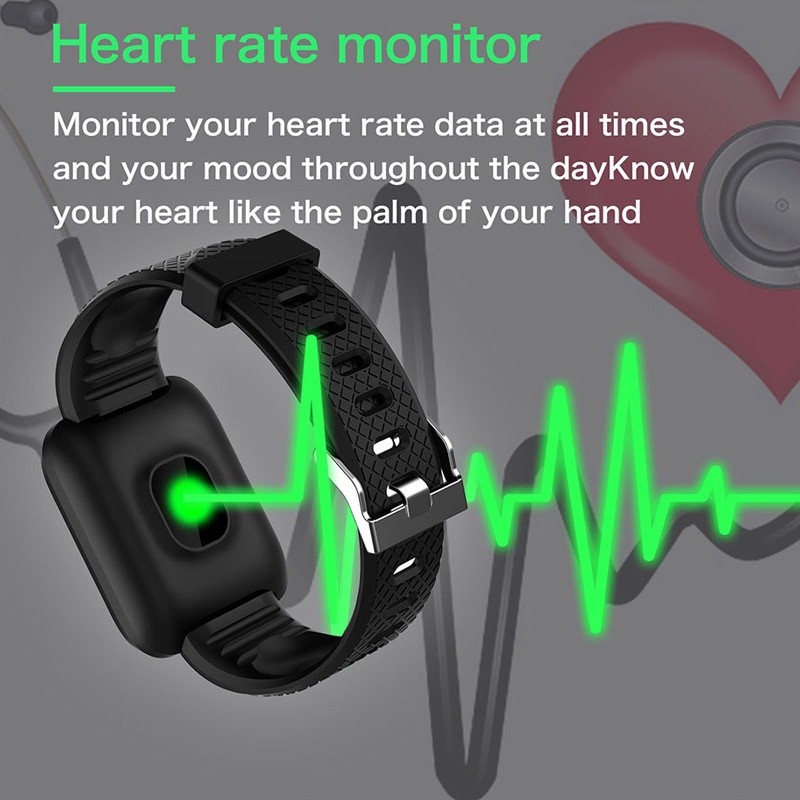 Heart rate monitor
Monitor your heart rate data at all times
and your mood throughout the dayKnow
your heart like the palm of your hand